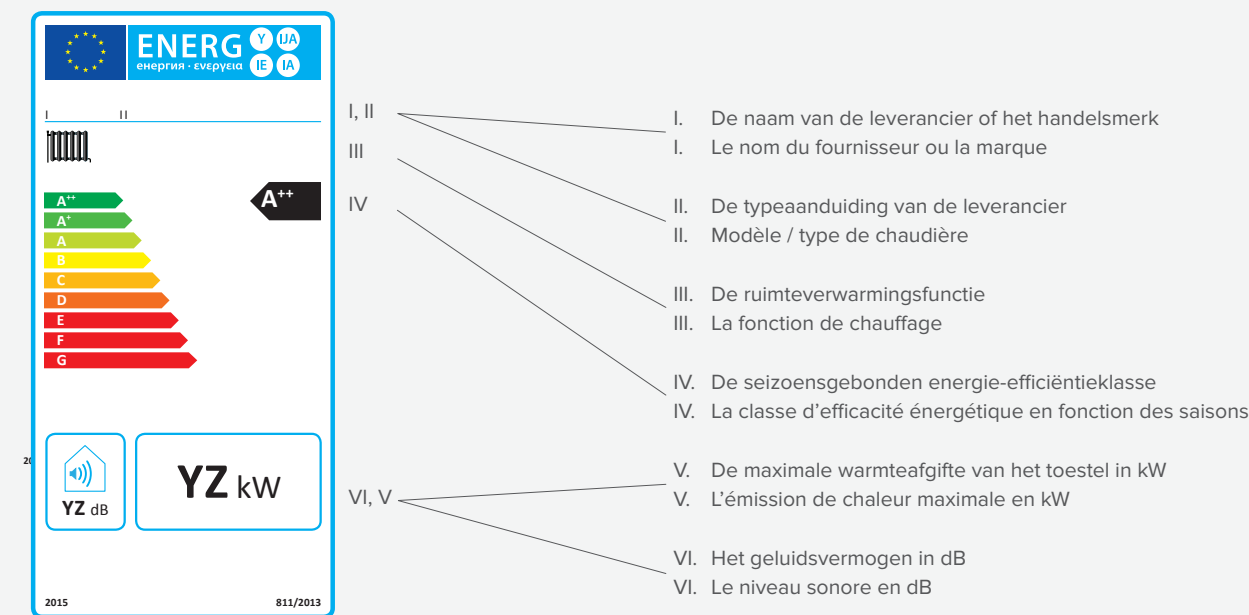 ENERG
енергия · ενεργεια
Y IJA
IE IA
I II
A++
A+
A
B
C
D
E
F
G
A++
20
YZ dB
YZ kW
2015 811/2013
I, II
III
IV
VI, V
I. De naam van de leverancier of het handelsmerk
I. Le nom du fournisseur ou la marque
II. De typeaanduiding van de leverancier
II. Modèle / type de chaudière
III. De ruimteverwarmingsfunctie
III. La fonction de chauffage
IV. De seizoensgebonden energie-efficiëntieklasse
IV. La classe d'efficacité énergétique en fonction des saisons
V. De maximale warmteafgifte van het toestel in kW
V. L'émission de chaleur maximale en kW
VI. Het geluidsvermogen in dB
VI. Le niveau sonore en dB